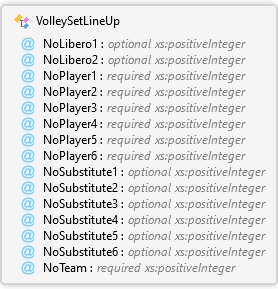 VolleySetLineUp
@ NoLibero1 : optional xs:positiveInteger
@ NoLibero2 : optional xs:positiveInteger
@ NoPlayer1 : required xs:positiveInteger
@ NoPlayer2 : required xs:positiveInteger
@ NoPlayer3 : required xs:positiveInteger
@ NoPlayer4 : required xs:positiveInteger
@ NoPlayer5 : required xs:positiveInteger
@ NoPlayer6 : required xs:positiveInteger
@ NoSubstitute1 : optional xs:positiveInteger
@ NoSubstitute2 : optional xs:positiveInteger
@ NoSubstitute3 : optional xs:positiveInteger
@ NoSubstitute4 : optional xs:positiveInteger
@ NoSubstitute5 : optional xs:positiveInteger
@ NoSubstitute6 : optional xs:positiveInteger
@ NoTeam : required xs:positiveInteger